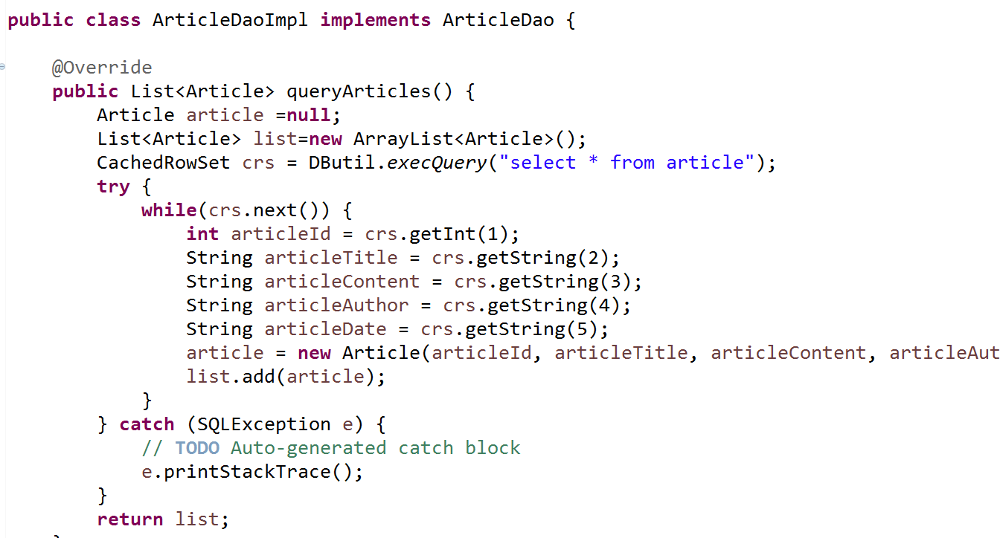 public class ArticleDaoImpl implements ArticleDao {
@Override
public List<Article> queryArticles() {
Article article =null;
List<Article> list=new ArrayList<Article>();
CachedRowSet crs = DButil.execQuery("select * from article");
try {
while(crs.next()) {
int articleId = crs.getInt(1);
String articleTitle = crs.getString(2);
String articleContent = crs.getString(3);
String articleAuthor = crs.getString(4);
String articleDate = crs.getString(5);
article = new Article(articleId, articleTitle, articleContent, articleAut
list.add(article);
}
} catch (SQLException e) {
// TODO Auto-generated catch block
e.printStackTrace();
}
return list;